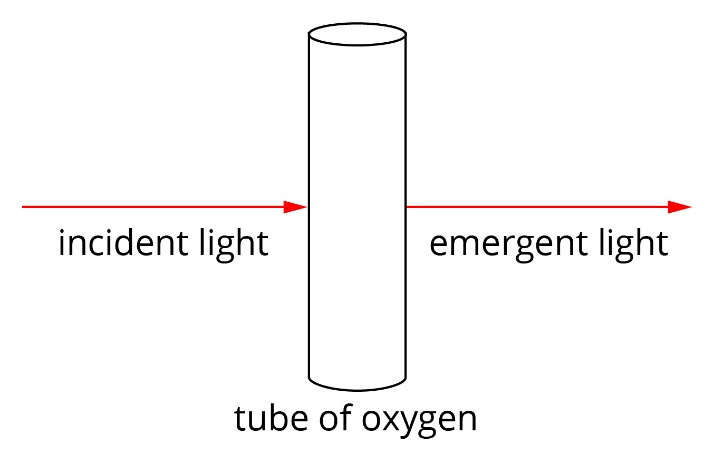 incident light
emergent light
tube of oxygen